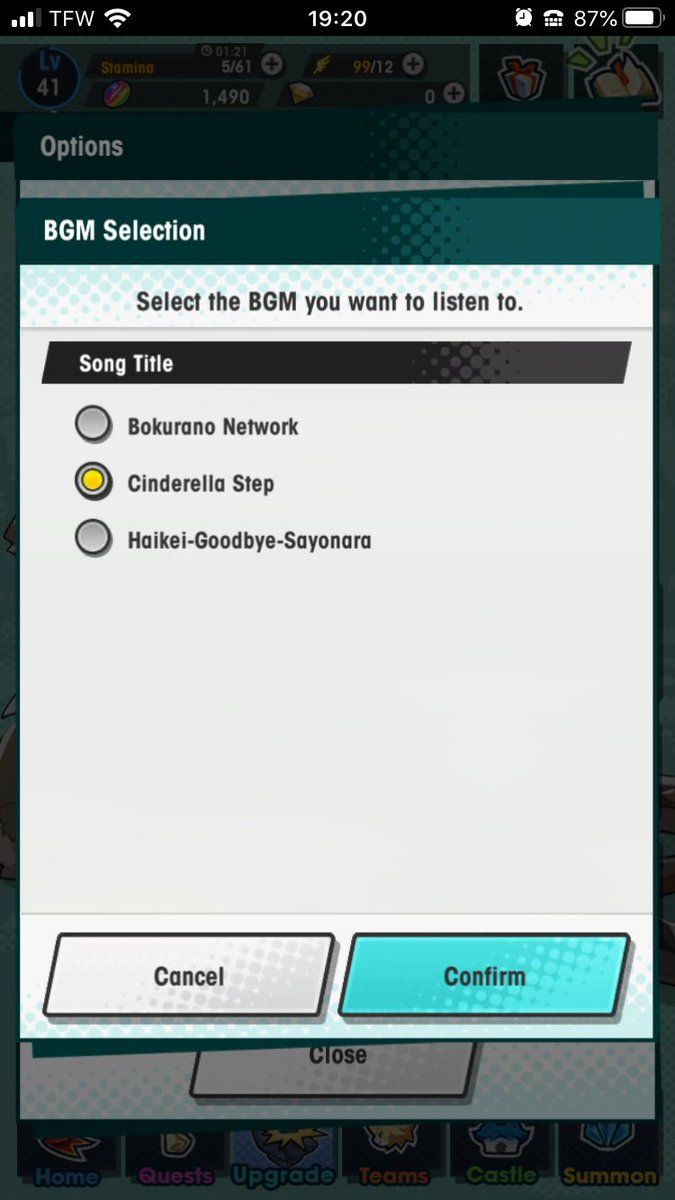 TFW 19:20 87%
Lv 41
01:21
Stamina 5/61
99/12
1,490
0
Options
BGM Selection
Select the BGM you want to listen to.
Song Title
Bokurano Network
Cinderella Step
Haikei-Goodbye-Sayonara
Cancel Confirm
Close
Home Quests Upgrade Teams Castle Summon